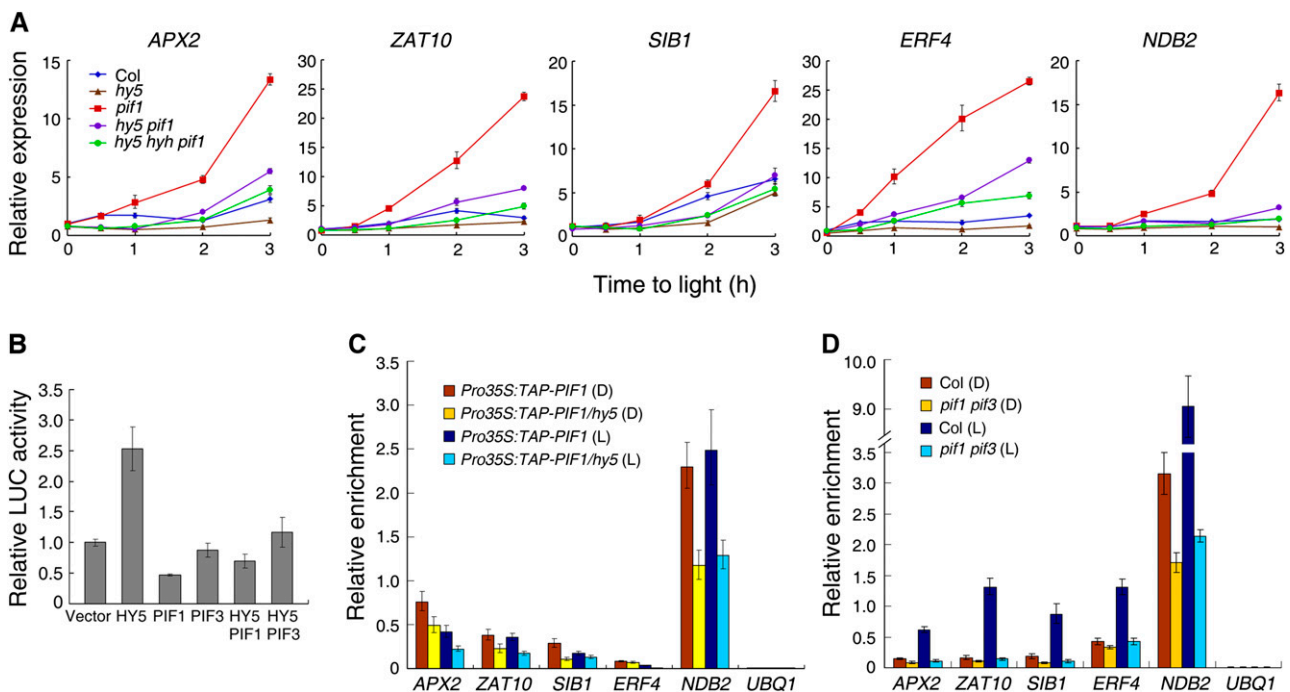 A
APX2
ZAT10
SIB1
ERF4
NDB2
Relative expression
15
10
5
0
Col
hy5
pif1
hy5 pif1
hy5 hyh pif1
0 1 2 3
30
25
20
15
10
5
0
0 1 2 3
20
15
10
5
0
0 1 2 3
30
25
20
15
10
5
0
0 1 2 3
20
15
10
5
0
0 1 2 3
Time to light (h)
B
Relative LUC activity
3.5
3.0
2.5
2.0
1.5
1.0
0.5
0
Vector HY5 PIF1 PIF3 HY5 HY5
PIF1 PIF3
C
Relative enrichment
3.5
3.0
2.5
2.0
1.5
1.0
0.5
0
Pro35S:TAP-PIF1 (D)
Pro35S:TAP-PIF1/hy5 (D)
Pro35S:TAP-PIF1 (L)
Pro35S:TAP-PIF1/hy5 (L)
APX2 ZAT10 SIB1 ERF4 NDB2 UBQ1
D
Relative enrichment
10.0
9.0
3.5
3.0
2.5
2.0
1.5
1.0
0.5
0
Col (D)
pif1 pif3 (D)
Col (L)
pif1 pif3 (L)
APX2 ZAT10 SIB1 ERF4 NDB2 UBQ1